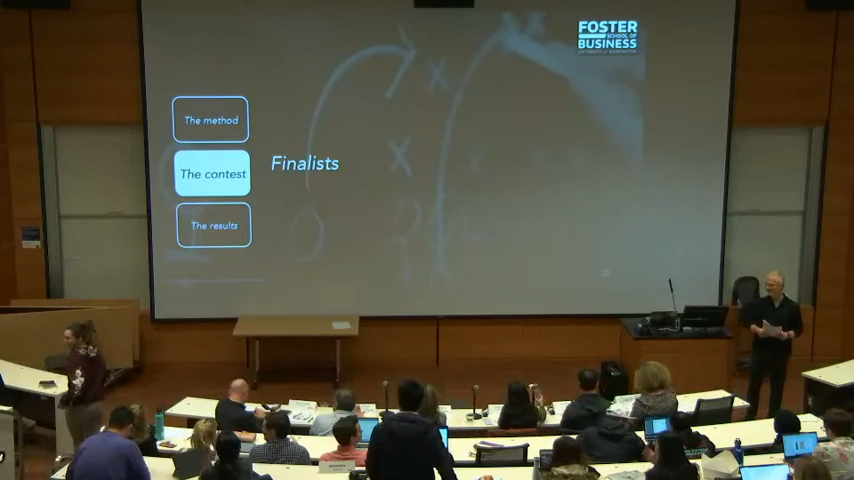 FOSTER
SCHOOL OF
BUSINESS
UNIVERSITY OF WASHINGTON
The method
The contest
Finalists
The results